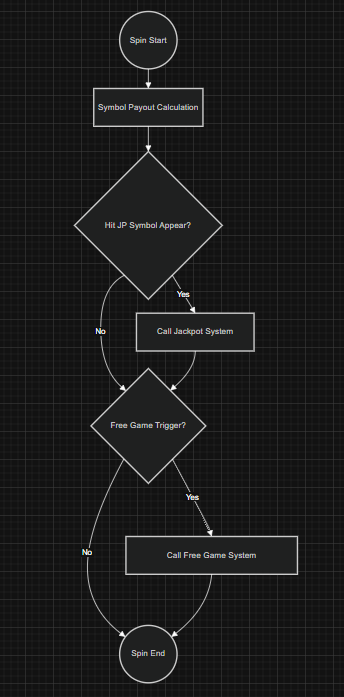 Spin Start
Symbol Payout Calculation
Hit JP Symbol Appear?
Yes
No
Call Jackpot System
Free Game Trigger?
Yes
No
Call Free Game System
Spin End